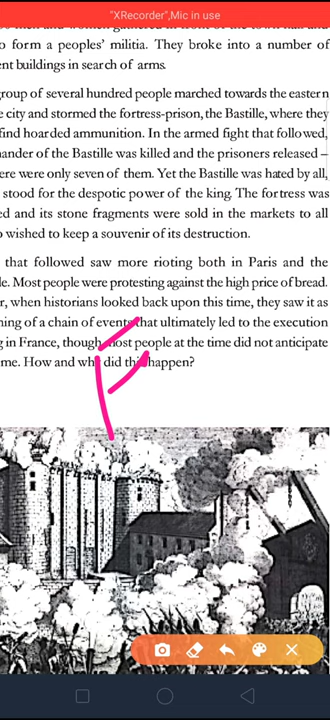 "XRecorder",Mic in use
o form a peoples' militia. They broke into a number of
ent buildings in search of arms.
group of several hundred people marched towards the eastern
e city and stormed the fortress-prison, the Bastille, where they
find hoarded ammunition. In the armed fight that followed,
mander of the Bastille was killed and the prisoners released –
ere were only seven of them. Yet the Bastille was hated by all,
stood for the despotic power of the king. The fortress was
ed and its stone fragments were sold in the markets to all
o wished to keep a souvenir of its destruction.
that followed saw more rioting both in Paris and the
de. Most people were protesting against the high price of bread.
r, when historians looked back upon this time, they saw it as
ning of a chain of events that ultimately led to the execution
g in France, though most people at the time did not anticipate
me. How and why did this happen?